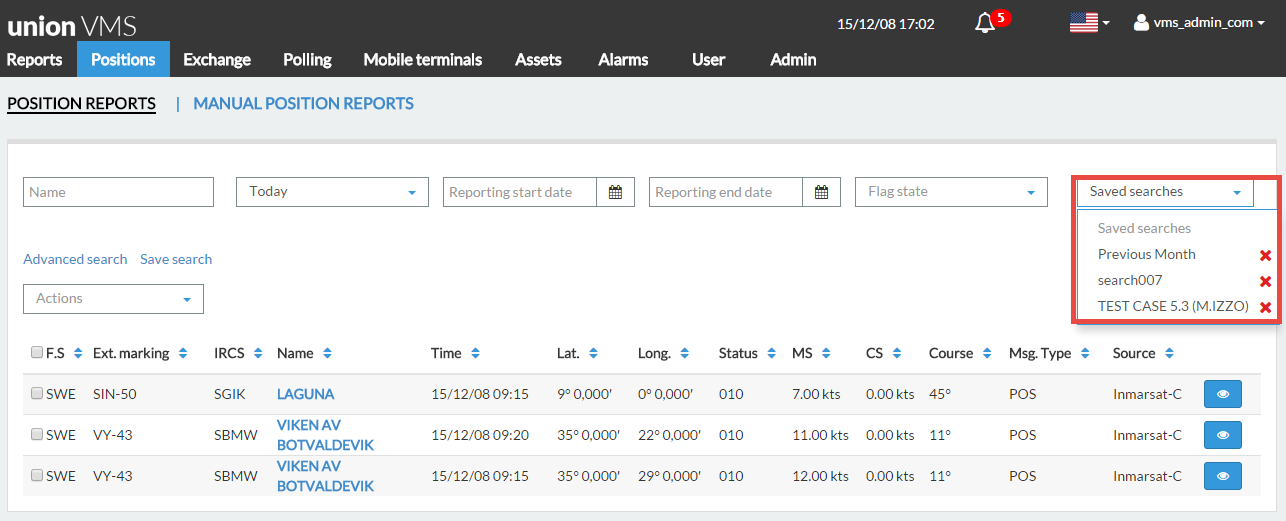 union VMS
15/12/08 17:02
5
vms_admin_com
Reports Positions Exchange Polling Mobile terminals Assets Alarms User Admin
POSITION REPORTS | MANUAL POSITION REPORTS
Name Today Reporting start date Reporting end date Flag state Saved searches
Saved searches
Previous Month
search007
TEST CASE 5.3 (M.IZZO)
Advanced search Save search
Actions
F.S Ext. marking IRCS Name Time Lat. Long. Status MS CS Course Msg. Type Source
SWE SIN-50 SGIK LAGUNA 15/12/08 09:15 9° 0,000′ 0° 0,000′ 010 7.00 kts 0.00 kts 45° POS Inmarsat-C
SWE VY-43 SBMW VIKEN AV 15/12/08 09:20 35° 0,000′ 22° 0,000′ 010 11.00 kts 0.00 kts 11° POS Inmarsat-C
BOTVALDEVIK
SWE VY-43 SBMW VIKEN AV 15/12/08 09:15 35° 0,000′ 29° 0,000′ 010 12.00 kts 0.00 kts 11° POS Inmarsat-C
BOTVALDEVIK